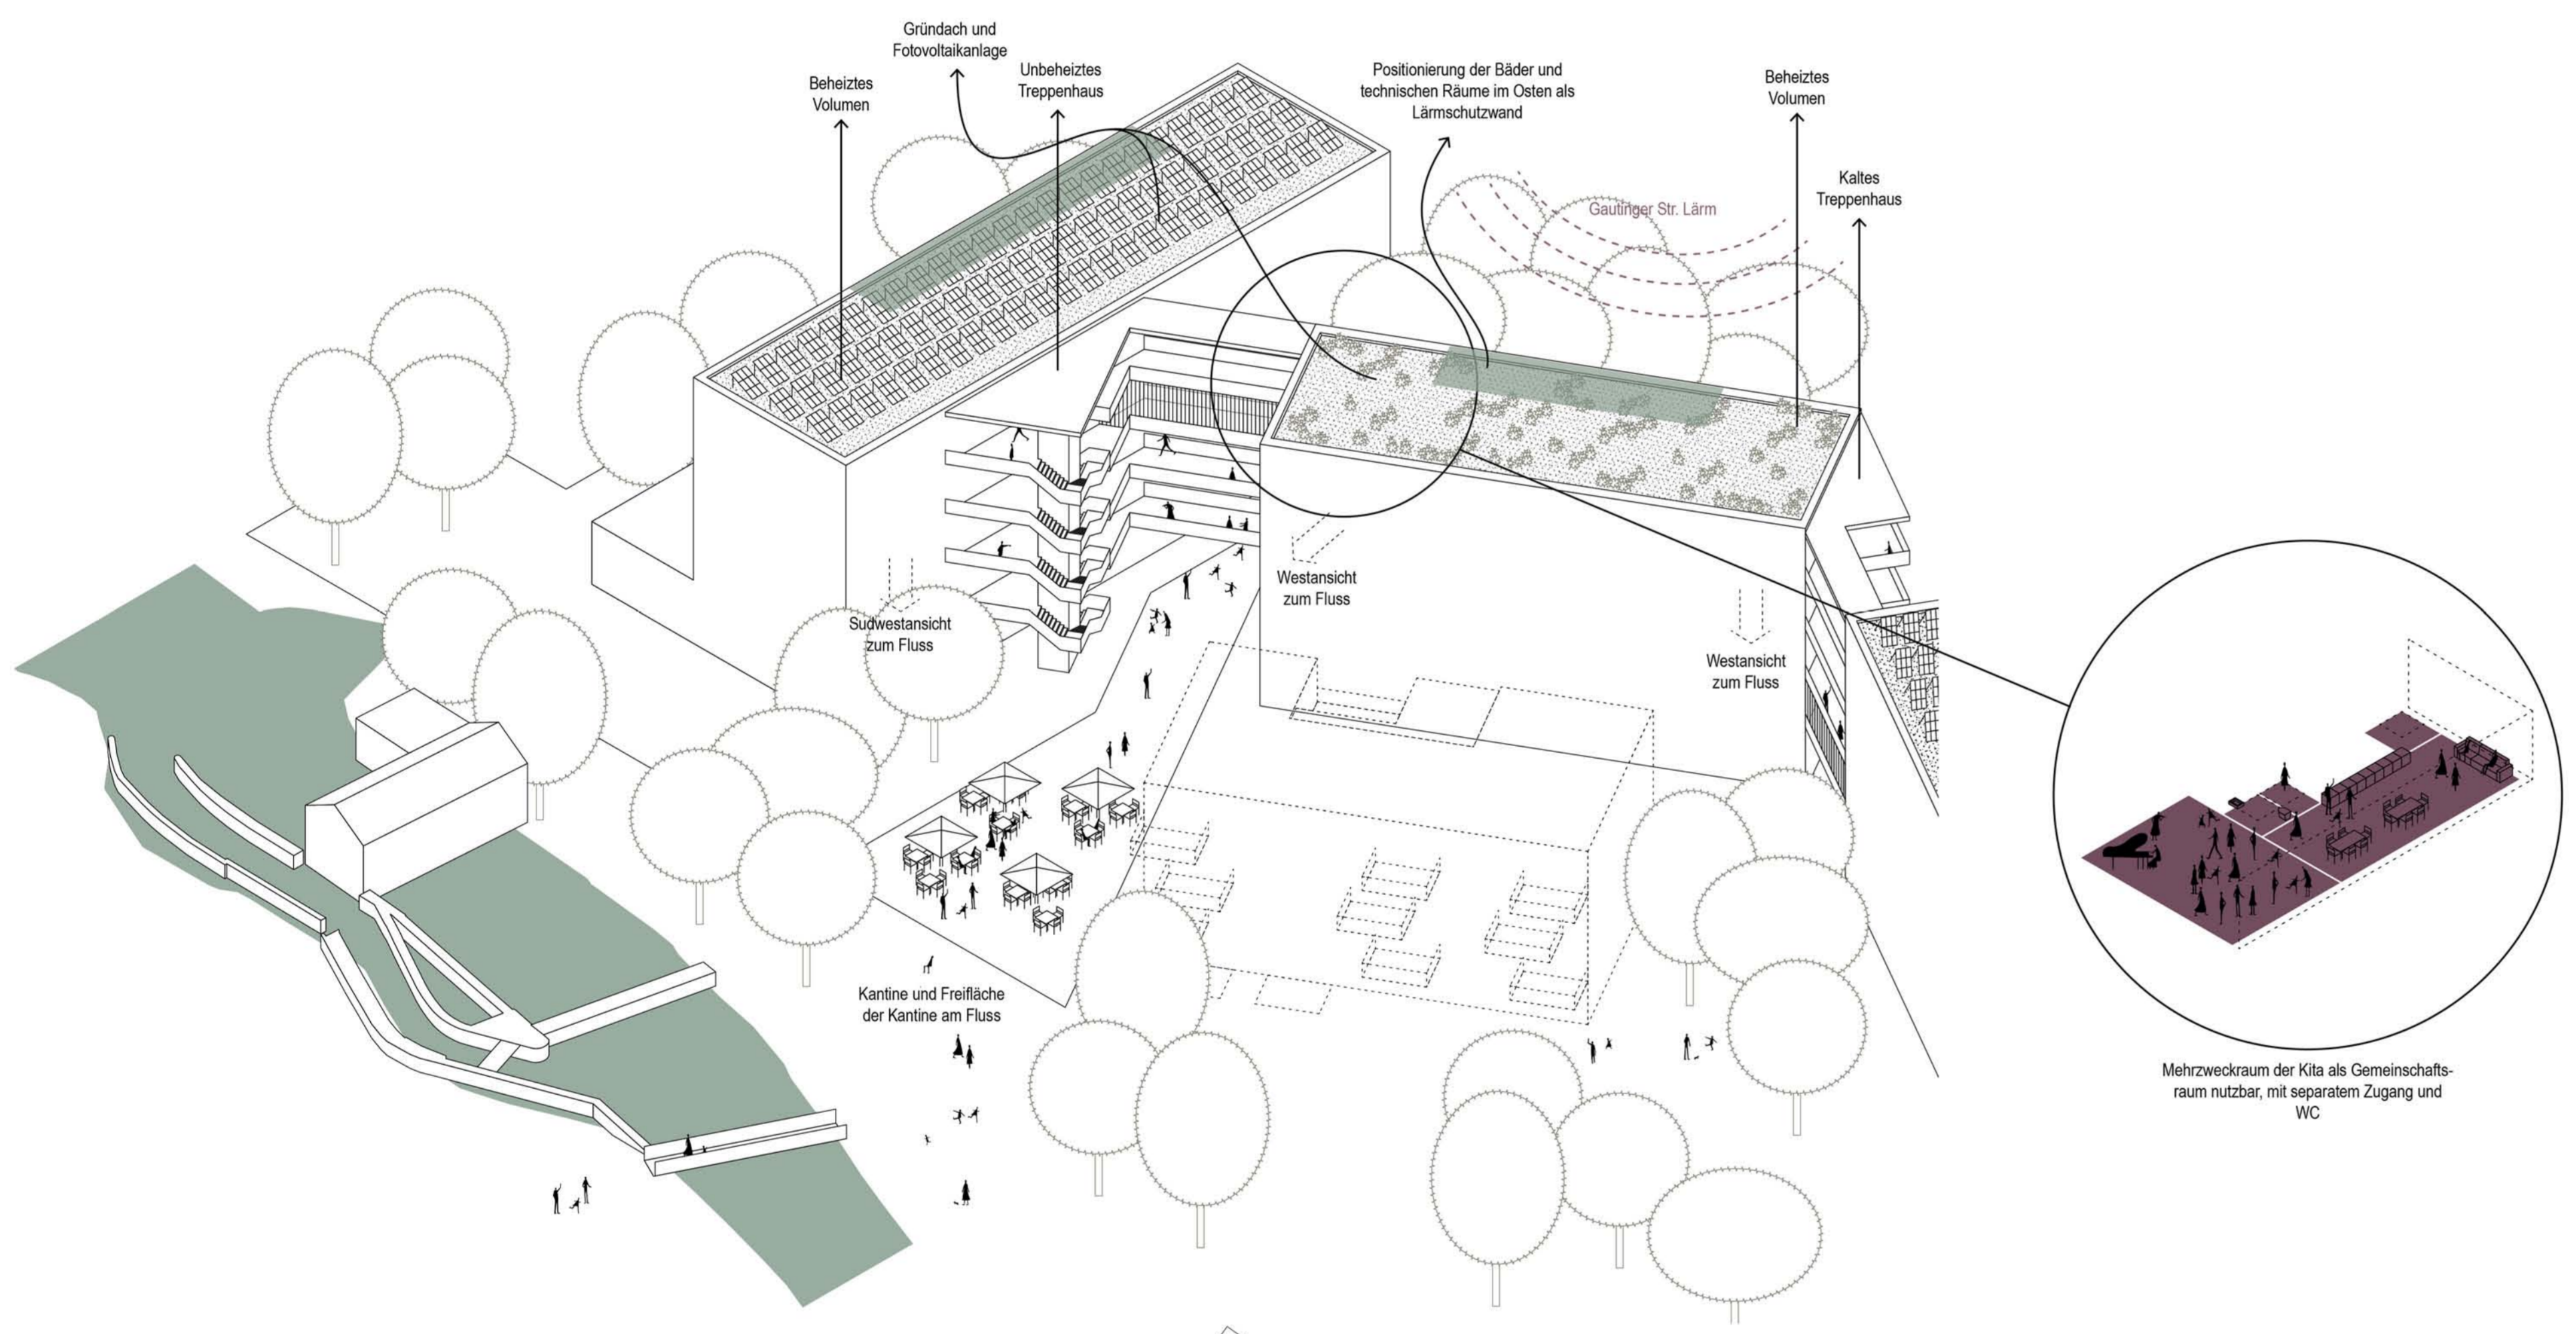 Gründach und
Fotovoltaikanlage
Beheiztes
Volumen
Unbeheiztes
Treppenhaus
Positionierung der Bäder und
technischen Räume im Osten als
Lärmschutzwand
Beheiztes
Volumen
Kaltes
Treppenhaus
Gautinger Str. Lärm
Westansicht
zum Fluss
Sudwestansicht
zum Fluss
Westansicht
zum Fluss
Kantine und Freifläche
der Kantine am Fluss
Mehrzweckraum der Kita als Gemeinschafts-
raum nutzbar, mit separatem Zugang und
WC